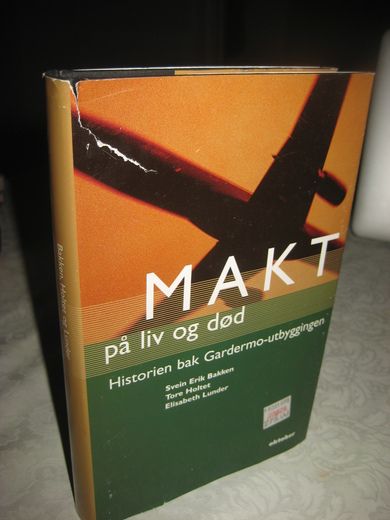 MAKT
på liv og død
Historien bak Gardermo-utbyggingen
Svein Erik Bakken
Tore Holtet
Elisabeth Lunder
oktober
Bakken, Holtet og Lunder